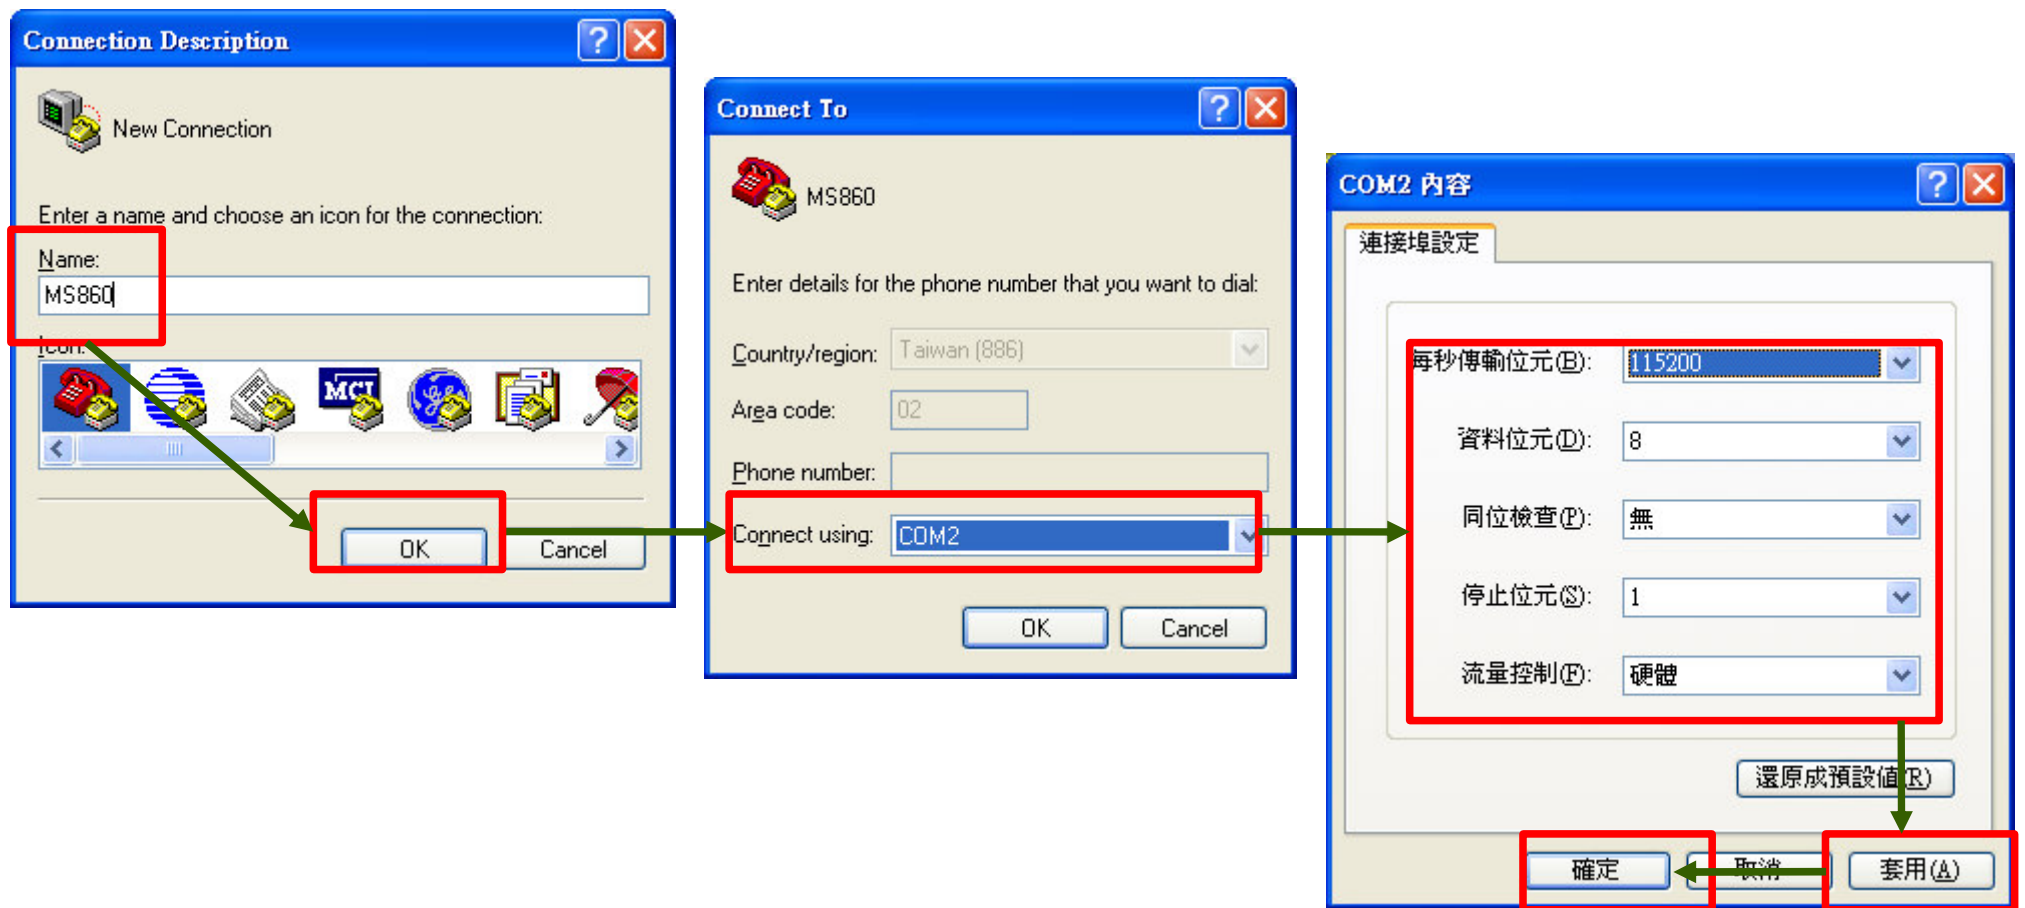 Connection Description
New Connection
Enter a name and choose an icon for the connection:
Name:
MS860
Icon:
MCI
OK
Cancel
Connect To
MS860
Enter details for the phone number that you want to dial:
Country/region:
Taiwan (886)
Area code:
02
Phone number:
Connect using:
COM2
OK
Cancel
COM2 內容
連接埠設定
每秒傳輸位元(B):
115200
資料位元(D):
8
同位檢查(P):
無
停止位元(S):
1
流量控制(F):
硬體
還原成預設值(R)
確定
取消
套用(A)